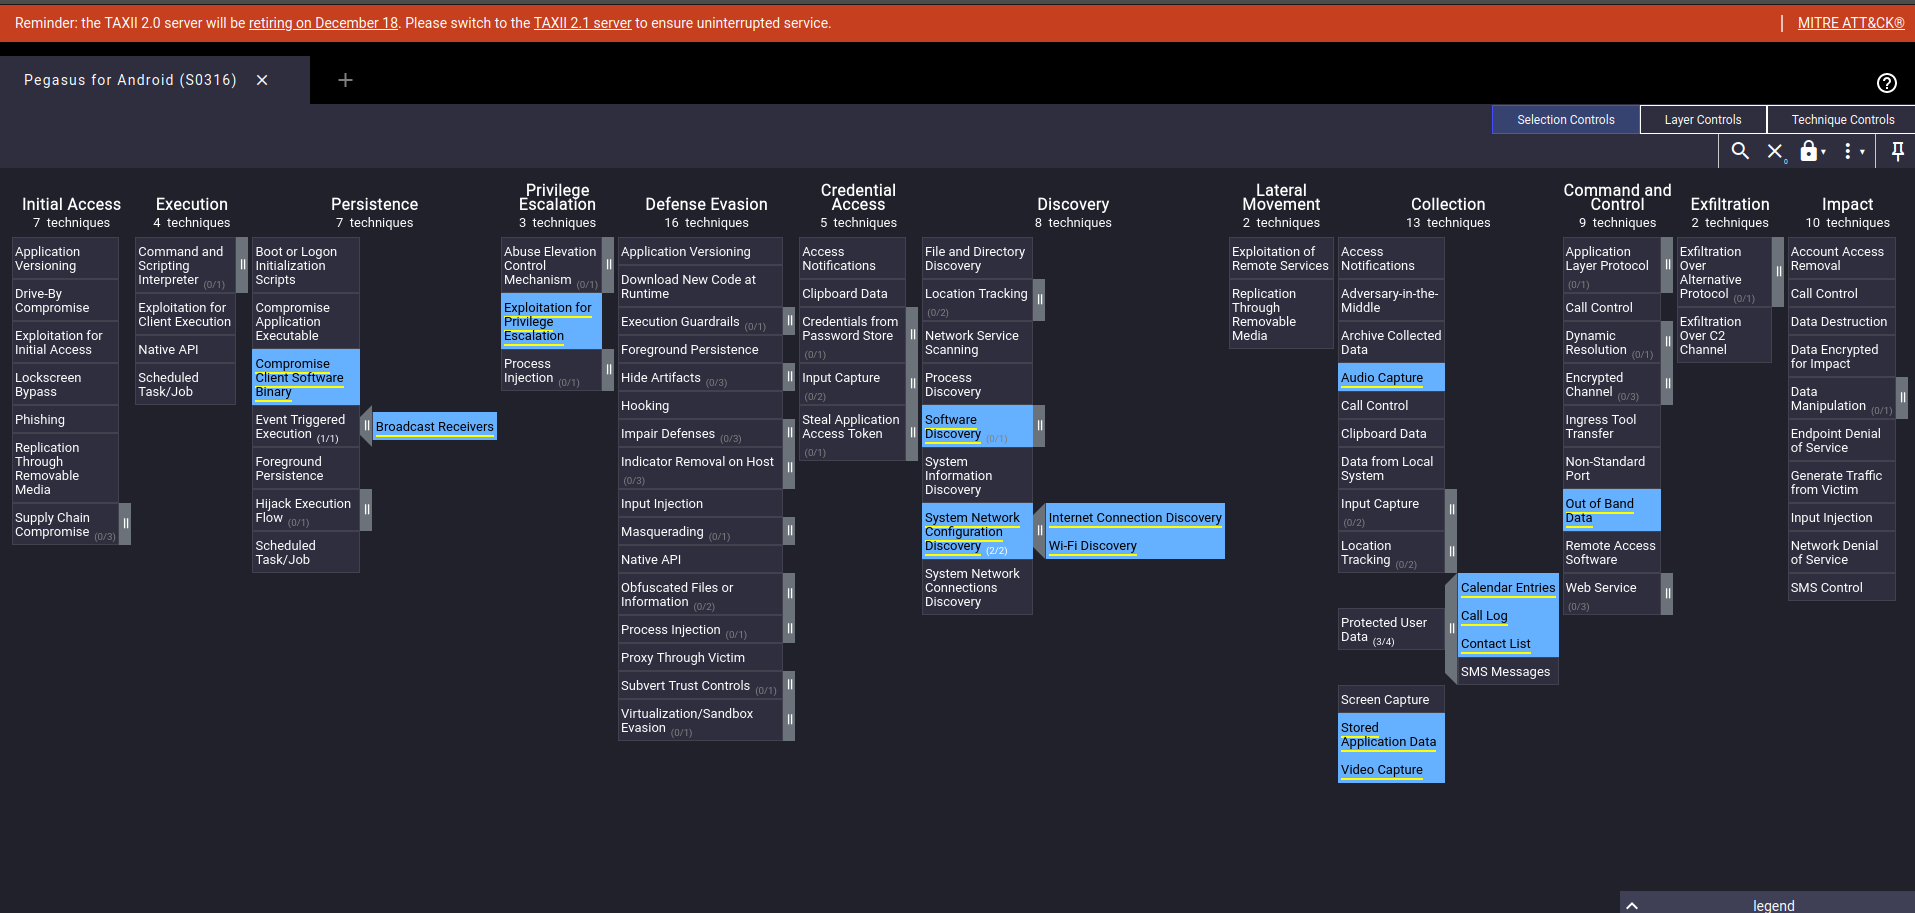 Reminder: the TAXII 2.0 server will be retiring on December 18. Please switch to the TAXII 2.1 server to ensure uninterrupted service.
MITRE ATT&CK®
Pegasus for Android (S0316)
Selection Controls
Layer Controls
Technique Controls
0
Initial Access
7 techniques
Application
Versioning
Drive-By
Compromise
Exploitation for
Initial Access
Lockscreen
Bypass
Phishing
Replication
Through
Removable
Media
Supply Chain
Compromise (0/3)
Execution
4 techniques
Command and
Scripting
Interpreter (0/1)
Exploitation for
Client Execution
Native API
Scheduled
Task/Job
Persistence
7 techniques
Boot or Logon
Initialization
Scripts
Compromise
Application
Executable
Compromise
Client Software
Binary
Event Triggered
Execution (1/1)
Broadcast Receivers
Foreground
Persistence
Hijack Execution
Flow (0/1)
Scheduled
Task/Job
Privilege
Escalation
3 techniques
Abuse Elevation
Control
Mechanism (0/1)
Exploitation for
Privilege
Escalation
Process
Injection (0/1)
Defense Evasion
16 techniques
Application Versioning
Download New Code at
Runtime
Execution Guardrails (0/1)
Foreground Persistence
Hide Artifacts (0/3)
Hooking
Impair Defenses (0/3)
Indicator Removal on Host
(0/3)
Input Injection
Masquerading (0/1)
Native API
Obfuscated Files or
Information (0/2)
Process Injection (0/1)
Proxy Through Victim
Subvert Trust Controls (0/1)
Virtualization/Sandbox
Evasion (0/1)
Credential
Access
5 techniques
Access
Notifications
Clipboard Data
Credentials from
Password Store
(0/1)
Input Capture
(0/2)
Steal Application
Access Token
(0/1)
Discovery
8 techniques
File and Directory
Discovery
Location Tracking
(0/2)
Network Service
Scanning
Process
Discovery
Software
Discovery (0/1)
System
Information
Discovery
System Network
Configuration
Discovery (2/2)
Internet Connection Discovery
Wi-Fi Discovery
System Network
Connections
Discovery
Lateral
Movement
2 techniques
Exploitation of
Remote Services
Replication
Through
Removable
Media
Collection
13 techniques
Access
Notifications
Adversary-in-the-
Middle
Archive Collected
Data
Audio Capture
Call Control
Clipboard Data
Data from Local
System
Input Capture
(0/2)
Location
Tracking (0/2)
Protected User
Data (3/4)
Calendar Entries
Call Log
Contact List
SMS Messages
Screen Capture
Stored
Application Data
Video Capture
Command and
Control
9 techniques
Application
Layer Protocol
(0/1)
Call Control
Dynamic
Resolution (0/1)
Encrypted
Channel (0/3)
Ingress Tool
Transfer
Non-Standard
Port
Out of Band
Data
Remote Access
Software
Web Service
(0/3)
Exfiltration
2 techniques
Exfiltration
Over
Alternative
Protocol (0/1)
Exfiltration
Over C2
Channel
Impact
10 techniques
Account Access
Removal
Call Control
Data Destruction
Data Encrypted
for Impact
Data
Manipulation (0/1)
Endpoint Denial
of Service
Generate Traffic
from Victim
Input Injection
Network Denial
of Service
SMS Control
legend